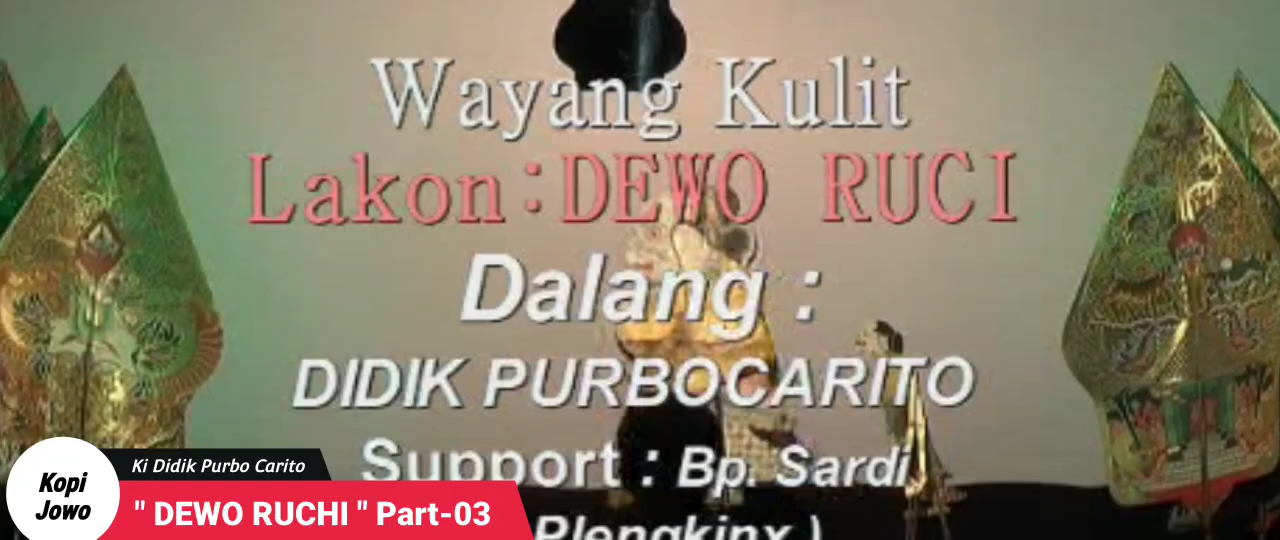 Wayang Kulit
Lakon:DEWO RUCI
Dalang :
DIDIK PURBOCARITO
Support : Bp. Sardi
Plengkinx )
Ki Didik Purbo Carito
Kopi
Jowo
" DEWO RUCHI " Part-03